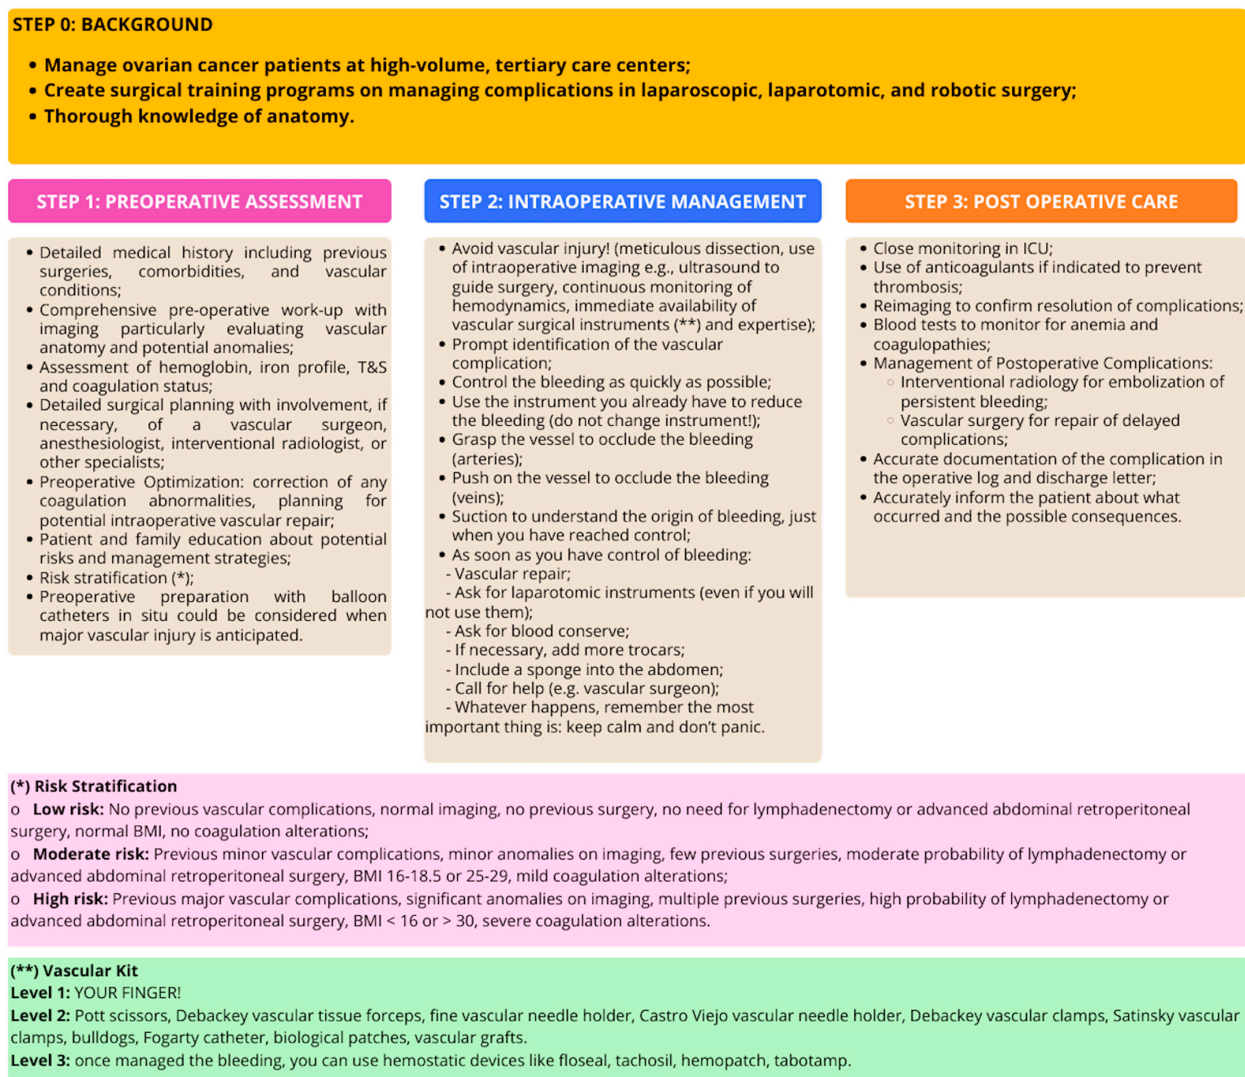 STEP 0: BACKGROUND
• Manage ovarian cancer patients at high-volume, tertiary care centers;
• Create surgical training programs on managing complications in laparoscopic, laparotomic, and robotic surgery;
• Thorough knowledge of anatomy.
STEP 1: PREOPERATIVE ASSESSMENT
• Detailed medical history including previous
surgeries, comorbidities, and vascular
conditions;
• Comprehensive pre-operative work-up with
imaging particularly evaluating vascular
anatomy and potential anomalies;
• Assessment of hemoglobin, iron profile, T&S
and coagulation status;
• Detailed surgical planning with involvement, if
necessary, of a vascular surgeon,
anesthesiologist, interventional radiologist, or
other specialists;
• Preoperative Optimization: correction of any
coagulation abnormalities, planning for
potential intraoperative vascular repair;
• Patient and family education about potential
risks and management strategies;
• Risk stratification (*);
• Preoperative preparation with balloon
catheters in situ could be considered when
major vascular injury is anticipated.
STEP 2: INTRAOPERATIVE MANAGEMENT
• Avoid vascular injury! (meticulous dissection, use
of intraoperative imaging e.g., ultrasound to
guide surgery, continuous monitoring of
hemodynamics, immediate availability of
vascular surgical instruments (**) and expertise);
• Prompt identification of the vascular
complication;
• Control the bleeding as quickly as possible;
• Use the instrument you already have to reduce
the bleeding (do not change instrument!);
• Grasp the vessel to occlude the bleeding
(arteries);
• Push on the vessel to occlude the bleeding
(veins);
• Suction to understand the origin of bleeding, just
when you have reached control;
• As soon as you have control of bleeding:
- Vascular repair;
- Ask for laparotomic instruments (even if you will
not use them);
- Ask for blood conserve;
- If necessary, add more trocars;
- Include a sponge into the abdomen;
- Call for help (e.g. vascular surgeon);
- Whatever happens, remember the most
important thing is: keep calm and don't panic.
STEP 3: POST OPERATIVE CARE
• Close monitoring in ICU;
• Use of anticoagulants if indicated to prevent
thrombosis;
• Reimaging to confirm resolution of complications;
• Blood tests to monitor for anemia and
coagulopathies;
• Management of Postoperative Complications:
○ Interventional radiology for embolization of
persistent bleeding;
○ Vascular surgery for repair of delayed
complications;
• Accurate documentation of the complication in
the operative log and discharge letter;
• Accurately inform the patient about what
occurred and the possible consequences.
(*) Risk Stratification
o Low risk: No previous vascular complications, normal imaging, no previous surgery, no need for lymphadenectomy or advanced abdominal retroperitoneal
surgery, normal BMI, no coagulation alterations;
o Moderate risk: Previous minor vascular complications, minor anomalies on imaging, few previous surgeries, moderate probability of lymphadenectomy or
advanced abdominal retroperitoneal surgery, BMI 16-18.5 or 25-29, mild coagulation alterations;
o High risk: Previous major vascular complications, significant anomalies on imaging, multiple previous surgeries, high probability of lymphadenectomy or
advanced abdominal retroperitoneal surgery, BMI < 16 or > 30, severe coagulation alterations.
(**) Vascular Kit
Level 1: YOUR FINGER!
Level 2: Pott scissors, Debackey vascular tissue forceps, fine vascular needle holder, Castro Viejo vascular needle holder, Debackey vascular clamps, Satinsky vascular
clamps, bulldogs, Fogarty catheter, biological patches, vascular grafts.
Level 3: once managed the bleeding, you can use hemostatic devices like floseal, tachosil, hemopatch, tabotamp.